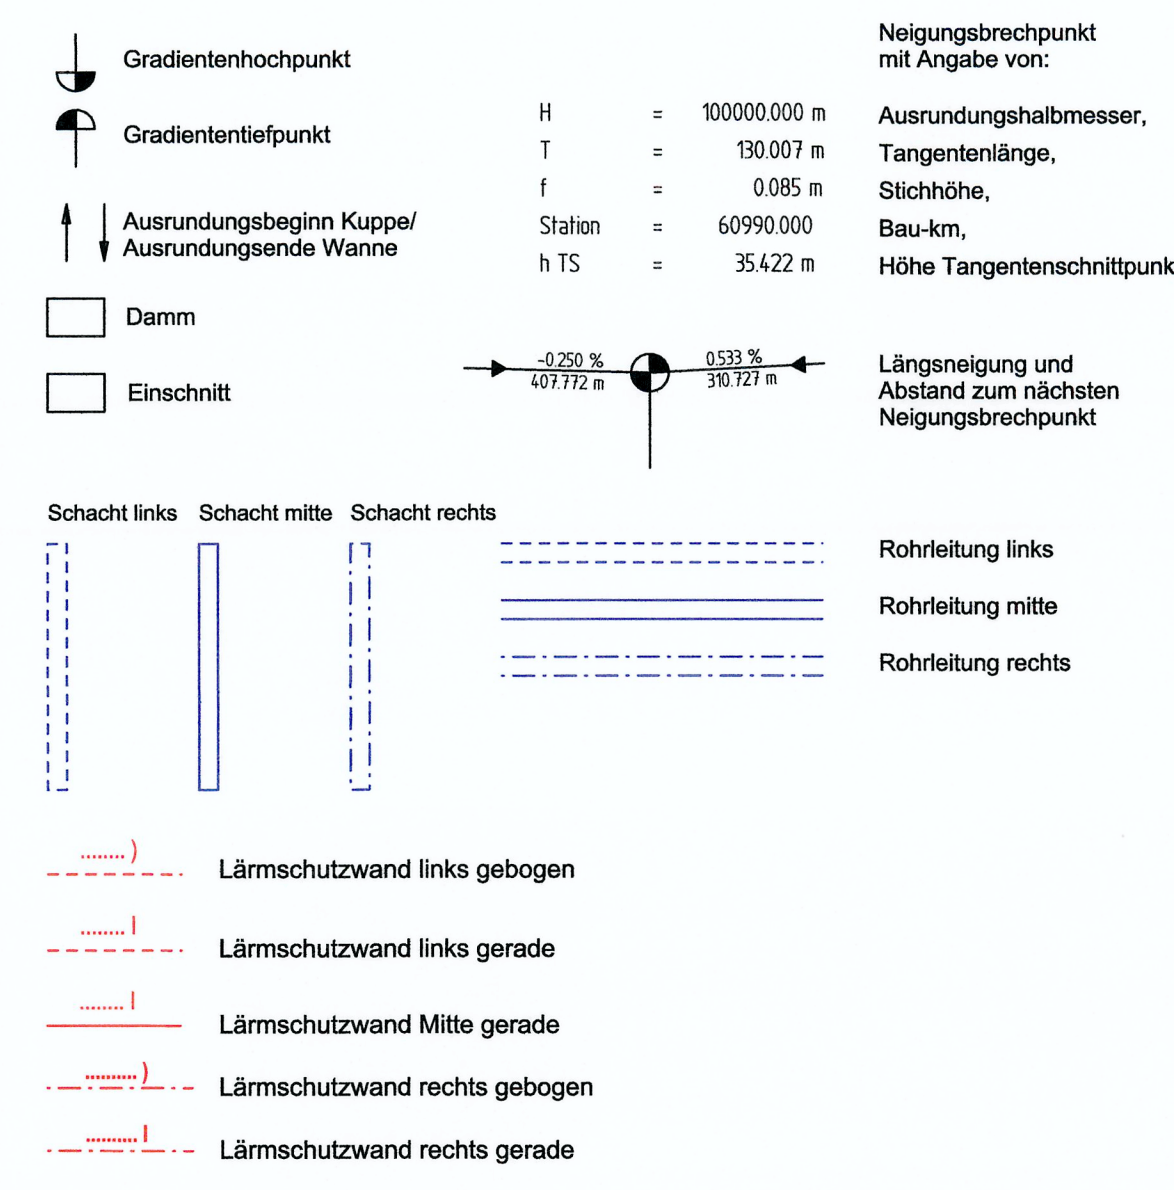 Gradientenhochpunkt
Gradiententiefpunkt
Ausrundungsbeginn Kuppe/
Ausrundungsende Wanne
Damm
Einschnitt
Neigungsbrechpunkt
mit Angabe von:
H = 100000.000 m Ausrundungshalbmesser,
T = 130.007 m Tangentenlänge,
f = 0.085 m Stichhöhe,
Station = 60990.000 Bau-km,
h TS = 35.422 m Höhe Tangentenschnittpunk
-0.250 % 0.533 %
407.772 m 310.727 m
Längsneigung und
Abstand zum nächsten
Neigungsbrechpunkt
Schacht links Schacht mitte Schacht rechts
Rohrleitung links
Rohrleitung mitte
Rohrleitung rechts
Lärmschutzwand links gebogen
Lärmschutzwand links gerade
Lärmschutzwand Mitte gerade
Lärmschutzwand rechts gebogen
Lärmschutzwand rechts gerade